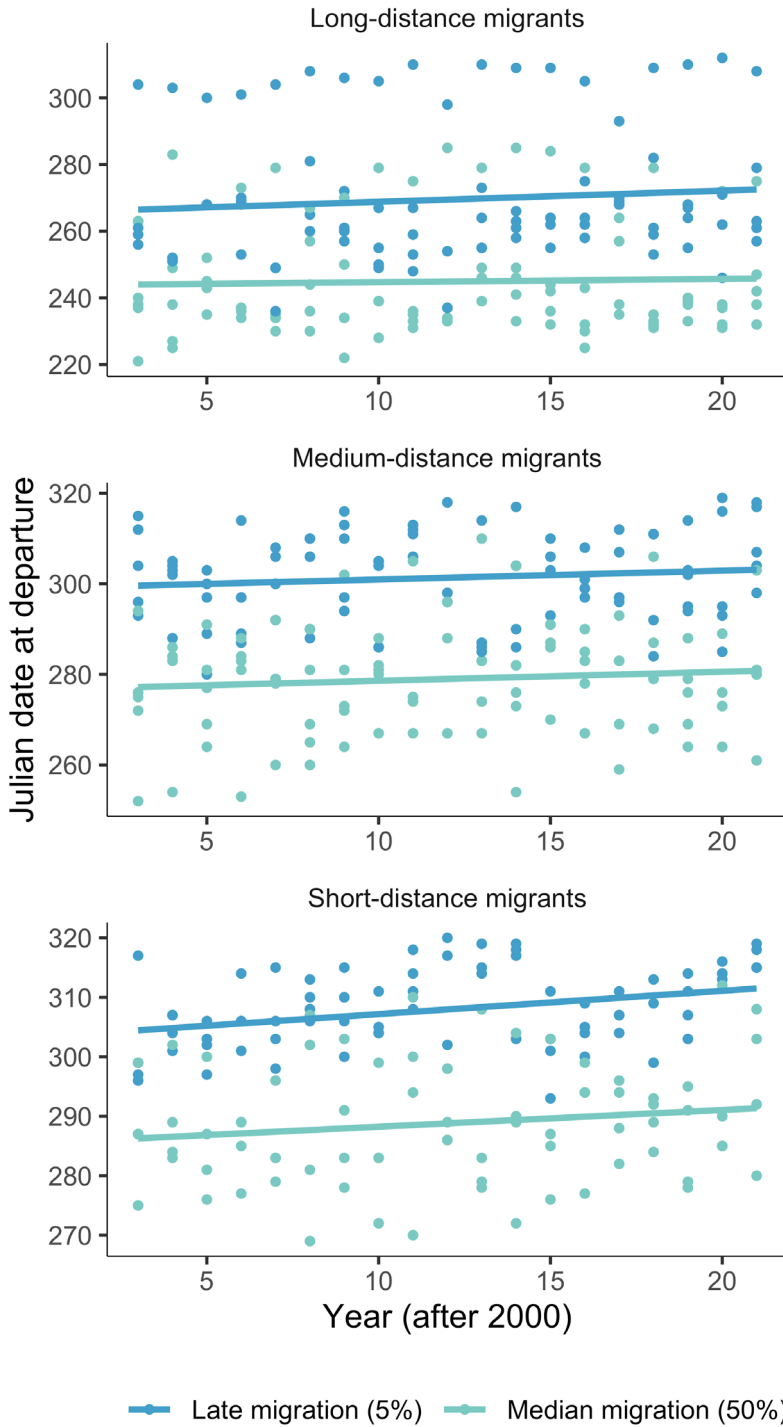 Long-distance migrants
300
280
260
240
220
5 10 15 20
Medium-distance migrants
320
300
280
260
5 10 15 20
Short-distance migrants
320
310
300
290
280
270
5 10 15 20
Julian date at departure
Year (after 2000)
Late migration (5%) Median migration (50%)